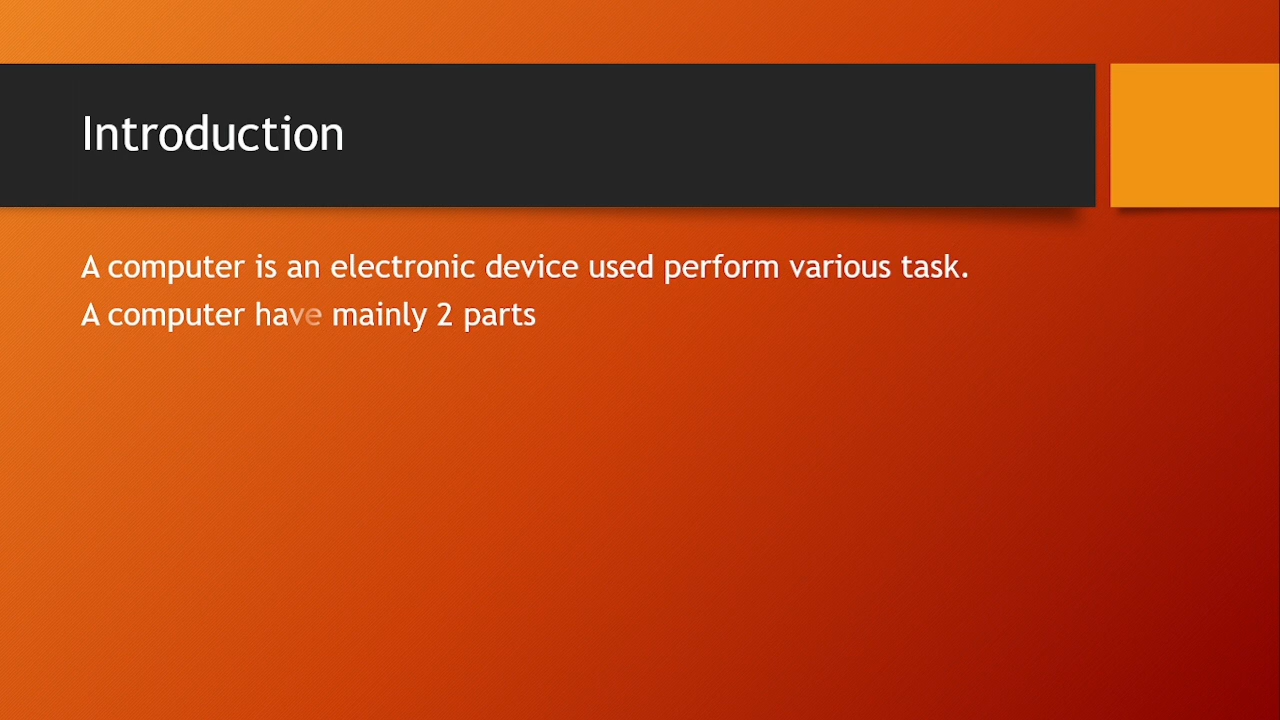 Introduction
A computer is an electronic device used perform various task.
A computer have mainly 2 parts